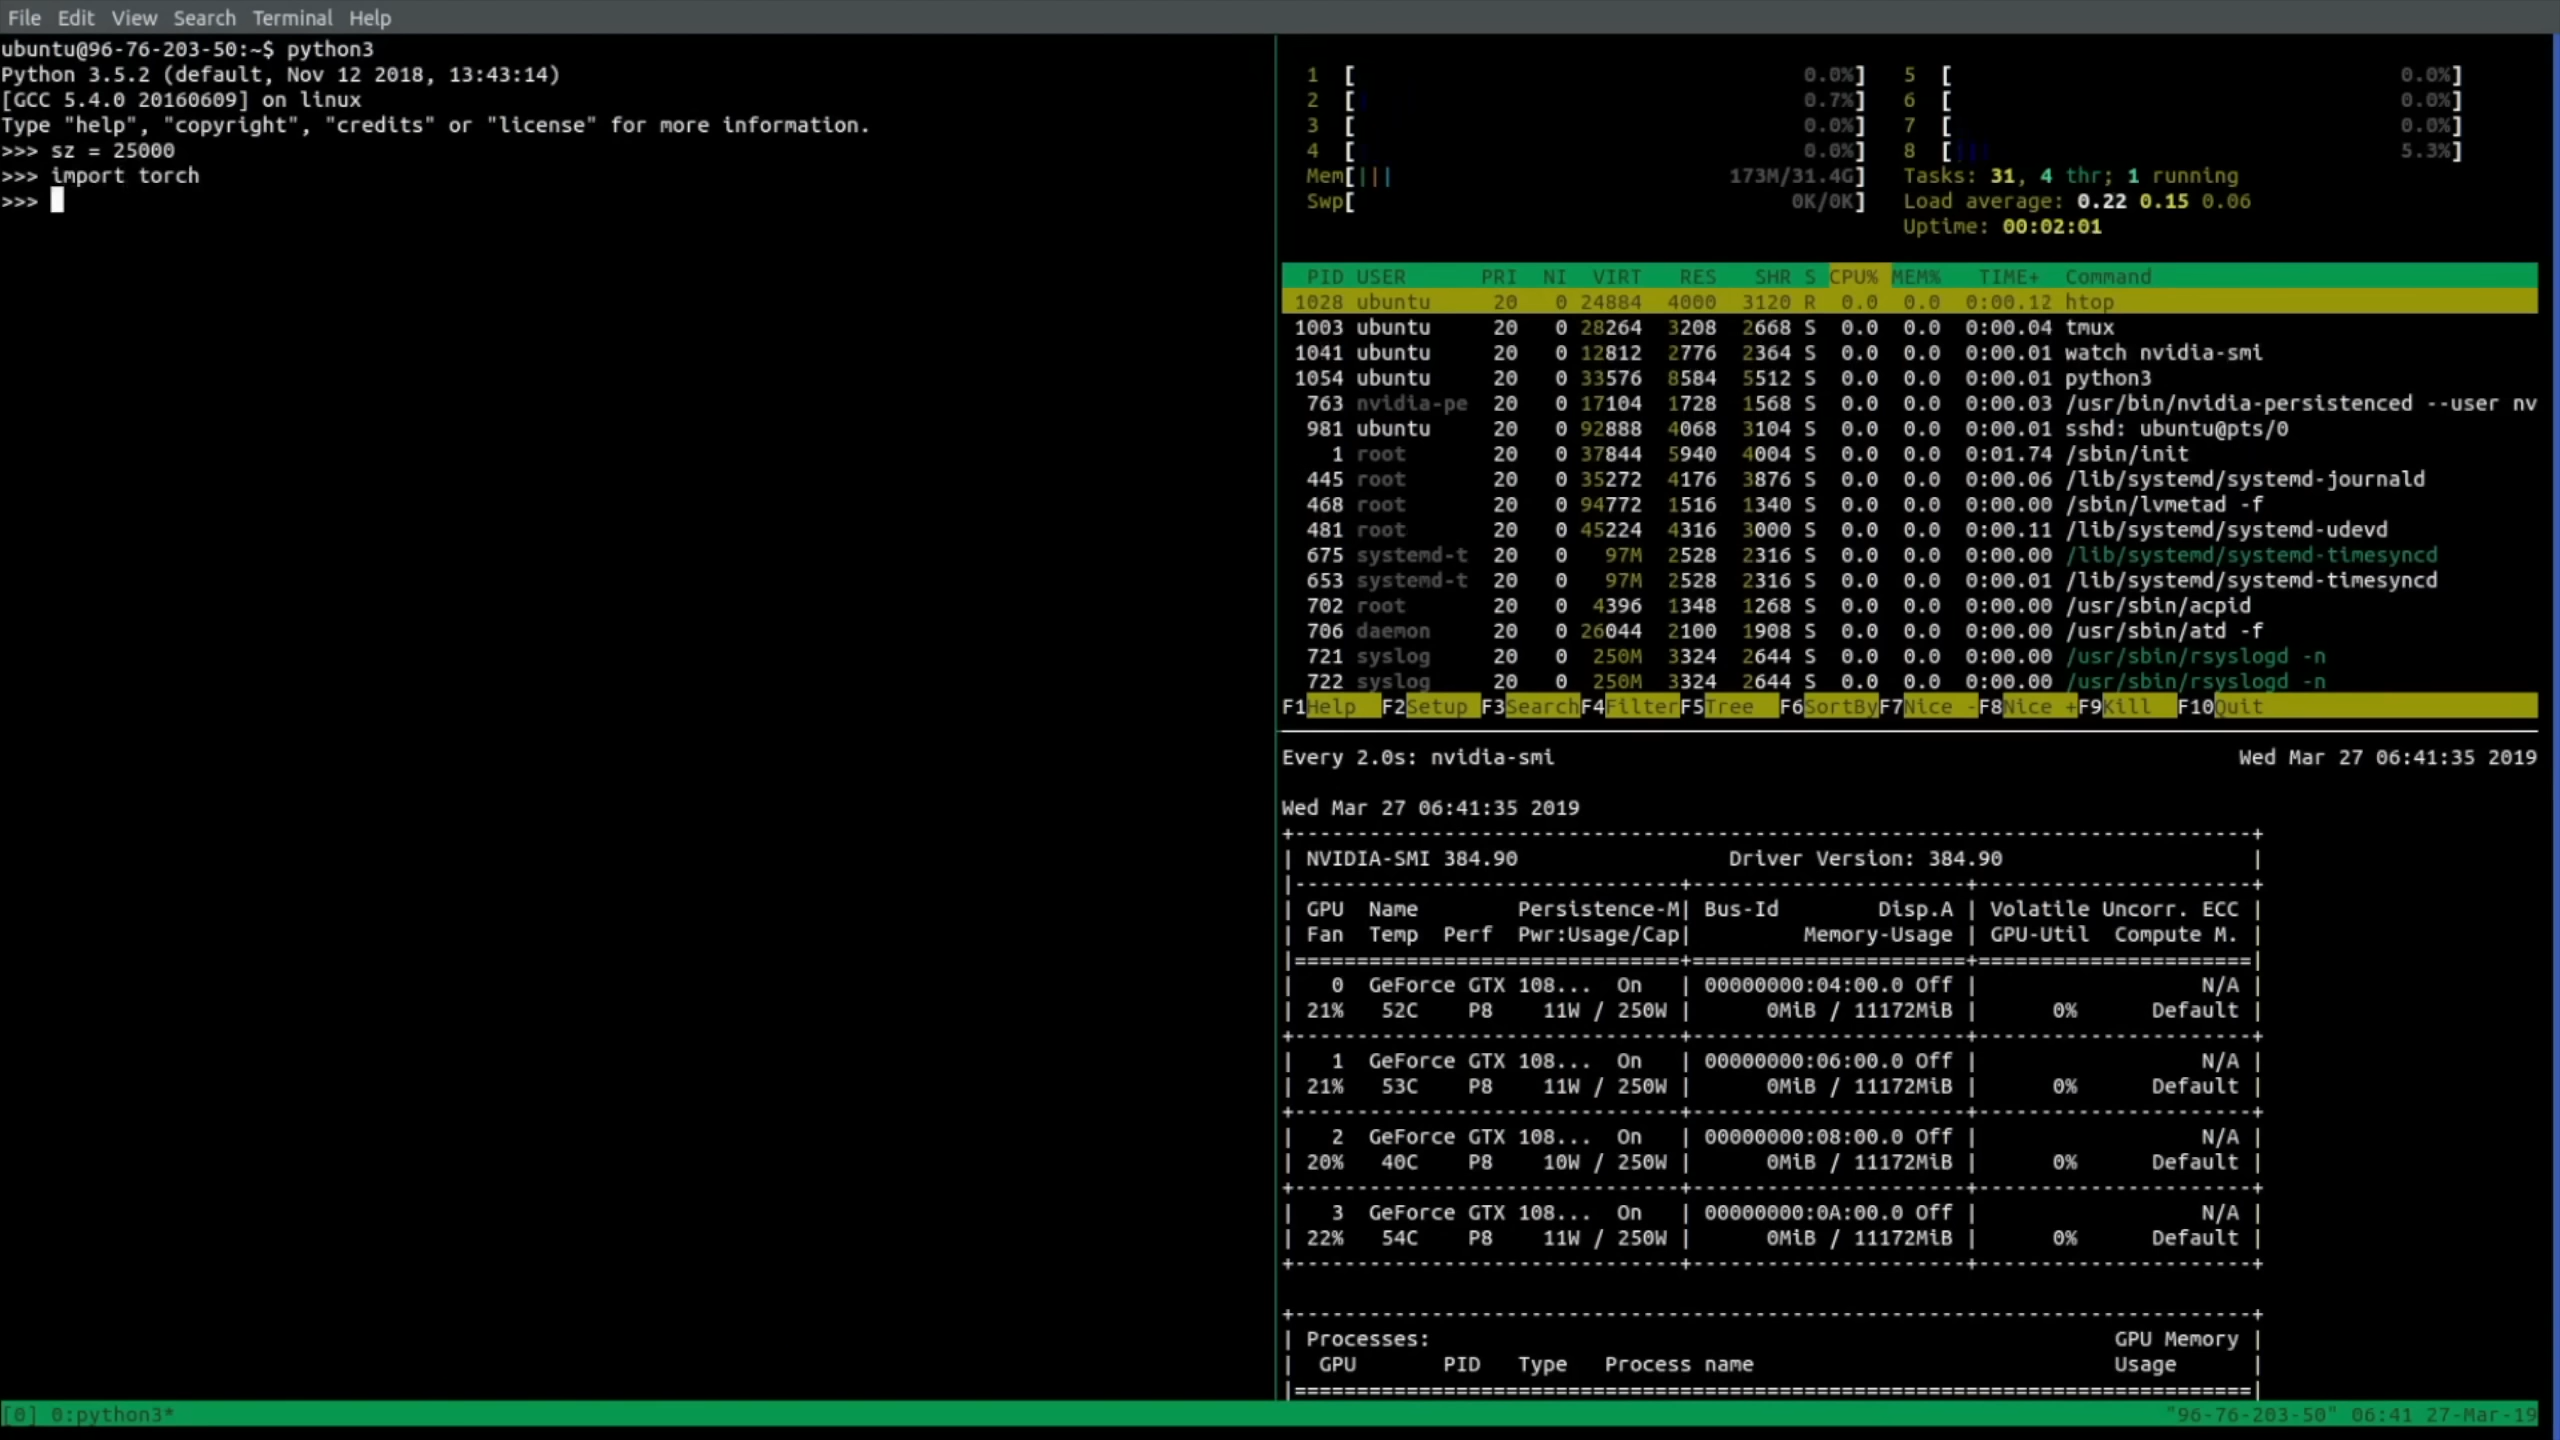 File Edit View Search Terminal Help
ubuntu@96-76-203-50:~$ python3
Python 3.5.2 (default, Nov 12 2018, 13:43:14)
[GCC 5.4.0 20160609] on linux
Type "help", "copyright", "credits" or "license" for more information.
>>> sz = 25000
>>> import torch
>>>
1 [ 0.0%] 5 [ 0.0%]
2 [ 0.7%] 6 [ 0.0%]
3 [ 0.0%] 7 [ 0.0%]
4 [ 0.0%] 8 [||| 5.3%]
Mem[||| 173M/31.4G] Tasks: 31, 4 thr; 1 running
Swp[ 0K/0K] Load average: 0.22 0.15 0.06
Uptime: 00:02:01
PID USER PRI NI VIRT RES SHR S CPU% MEM% TIME+ Command
1028 ubuntu 20 0 24884 4000 3120 R 0.0 0.0 0:00.12 htop
1003 ubuntu 20 0 28264 3208 2668 S 0.0 0.0 0:00.04 tmux
1041 ubuntu 20 0 12812 2776 2364 S 0.0 0.0 0:00.01 watch nvidia-smi
1054 ubuntu 20 0 33576 8584 5512 S 0.0 0.0 0:00.01 python3
763 nvidia-pe 20 0 17104 1728 1568 S 0.0 0.0 0:00.03 /usr/bin/nvidia-persistenced --user nv
981 ubuntu 20 0 92888 4068 3104 S 0.0 0.0 0:00.01 sshd: ubuntu@pts/0
1 root 20 0 37844 5940 4004 S 0.0 0.0 0:01.74 /sbin/init
445 root 20 0 35272 4176 3876 S 0.0 0.0 0:00.06 /lib/systemd/systemd-journald
468 root 20 0 94772 1516 1340 S 0.0 0.0 0:00.00 /sbin/lvmetad -f
481 root 20 0 45224 4316 3000 S 0.0 0.0 0:00.11 /lib/systemd/systemd-udevd
675 systemd-t 20 0 97M 2528 2316 S 0.0 0.0 0:00.00 /lib/systemd/systemd-timesyncd
653 systemd-t 20 0 97M 2528 2316 S 0.0 0.0 0:00.01 /lib/systemd/systemd-timesyncd
702 root 20 0 4396 1348 1268 S 0.0 0.0 0:00.00 /usr/sbin/acpid
706 daemon 20 0 26044 2100 1908 S 0.0 0.0 0:00.00 /usr/sbin/atd -f
721 syslog 20 0 250M 3324 2644 S 0.0 0.0 0:00.00 /usr/sbin/rsyslogd -n
722 syslog 20 0 250M 3324 2644 S 0.0 0.0 0:00.00 /usr/sbin/rsyslogd -n
F1Help F2Setup F3SearchF4FilterF5Tree F6SortByF7Nice -F8Nice +F9Kill F10Quit
Every 2.0s: nvidia-smi Wed Mar 27 06:41:35 2019
Wed Mar 27 06:41:35 2019
+-----------------------------------------------------------------------------+
| NVIDIA-SMI 384.90                 Driver Version: 384.90                    |
|-------------------------------+----------------------+----------------------+
| GPU  Name        Persistence-M| Bus-Id        Disp.A | Volatile Uncorr. ECC |
| Fan  Temp  Perf  Pwr:Usage/Cap|         Memory-Usage | GPU-Util  Compute M. |
|===============================+======================+======================|
|   0  GeForce GTX 108...  On   | 00000000:04:00.0 Off |                  N/A |
| 21%   52C    P8    11W / 250W |      0MiB / 11172MiB |      0%      Default |
+-------------------------------+----------------------+----------------------+
|   1  GeForce GTX 108...  On   | 00000000:06:00.0 Off |                  N/A |
| 21%   53C    P8    11W / 250W |      0MiB / 11172MiB |      0%      Default |
+-------------------------------+----------------------+----------------------+
|   2  GeForce GTX 108...  On   | 00000000:08:00.0 Off |                  N/A |
| 20%   40C    P8    10W / 250W |      0MiB / 11172MiB |      0%      Default |
+-------------------------------+----------------------+----------------------+
|   3  GeForce GTX 108...  On   | 00000000:0A:00.0 Off |                  N/A |
| 22%   54C    P8    11W / 250W |      0MiB / 11172MiB |      0%      Default |
+-------------------------------+----------------------+----------------------+
+-----------------------------------------------------------------------------+
| Processes:                                                       GPU Memory |
|  GPU       PID   Type   Process name                             Usage      |
|=============================================================================|
[0] 0:python3* "96-76-203-50" 06:41 27-Mar-19